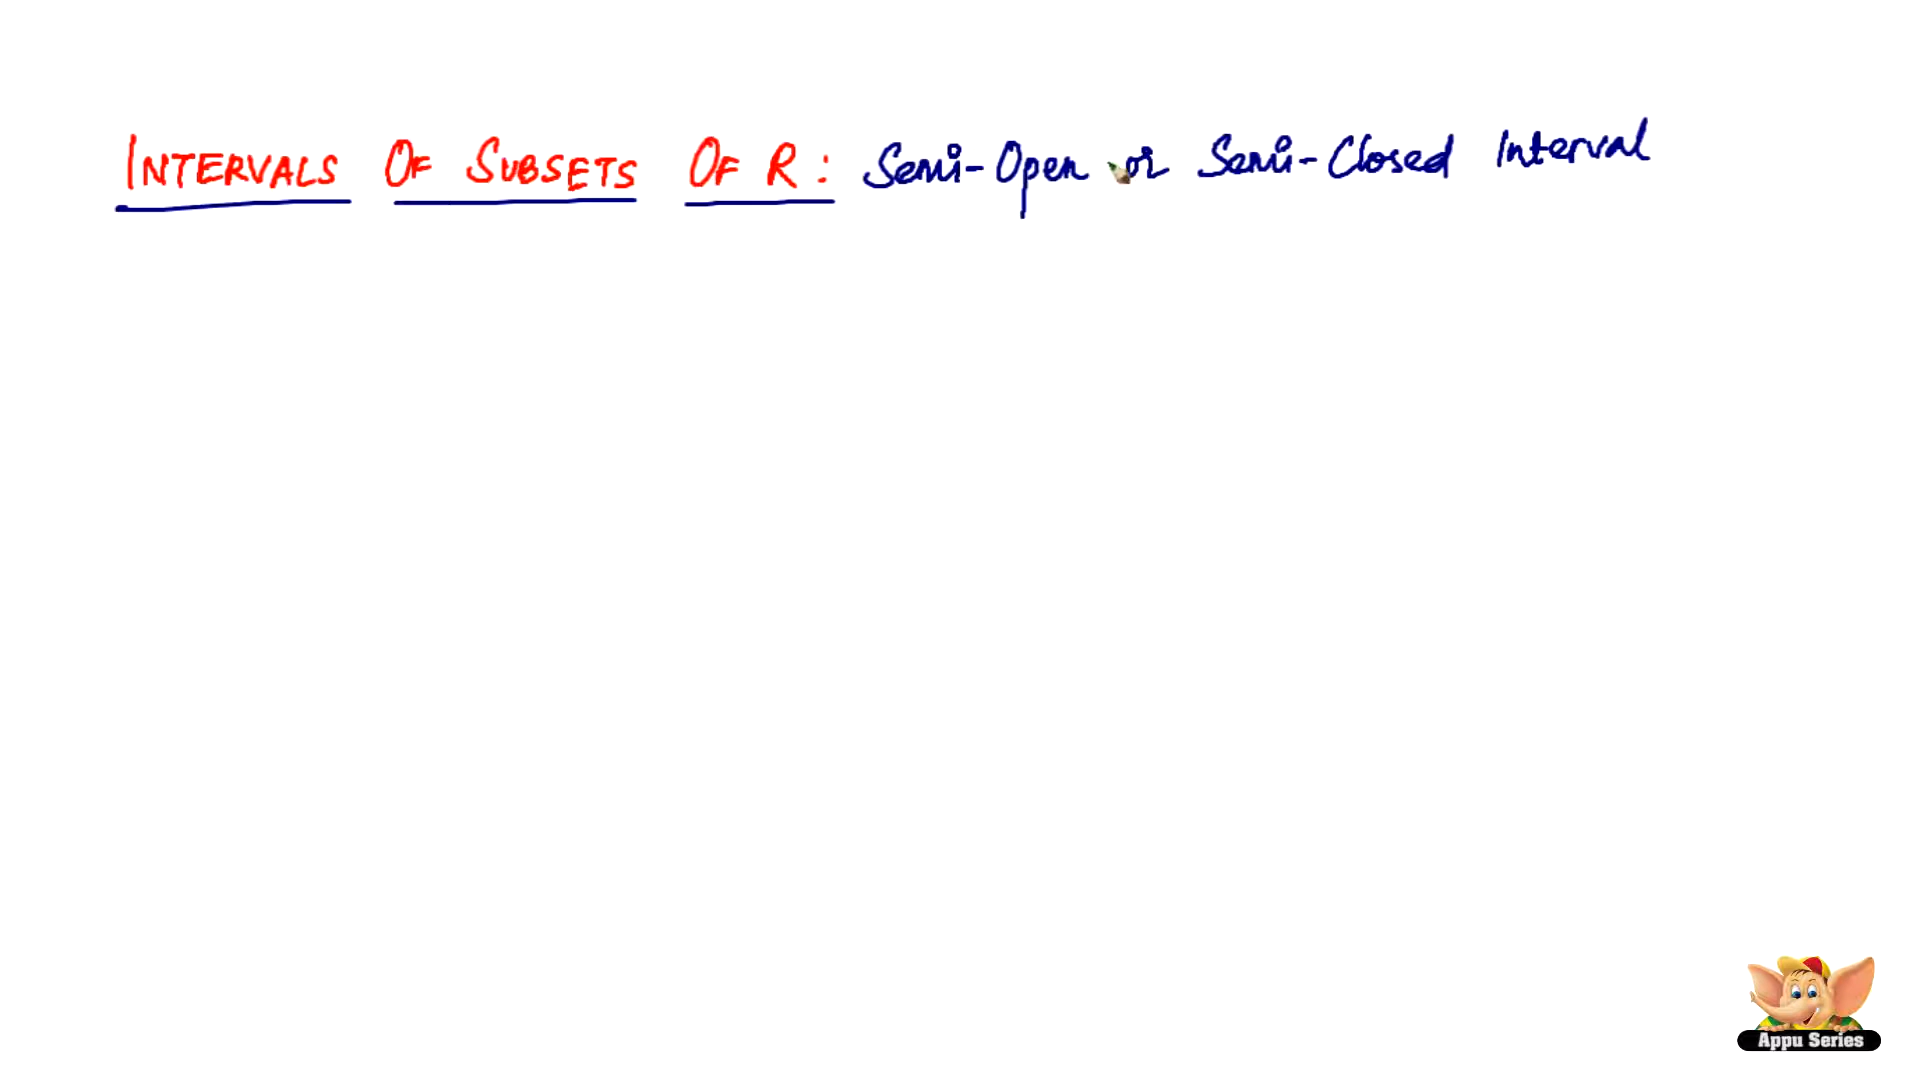 INTERVALS OF SUBSETS OF R: Semi-Open or Semi-Closed Interval
Appu Series